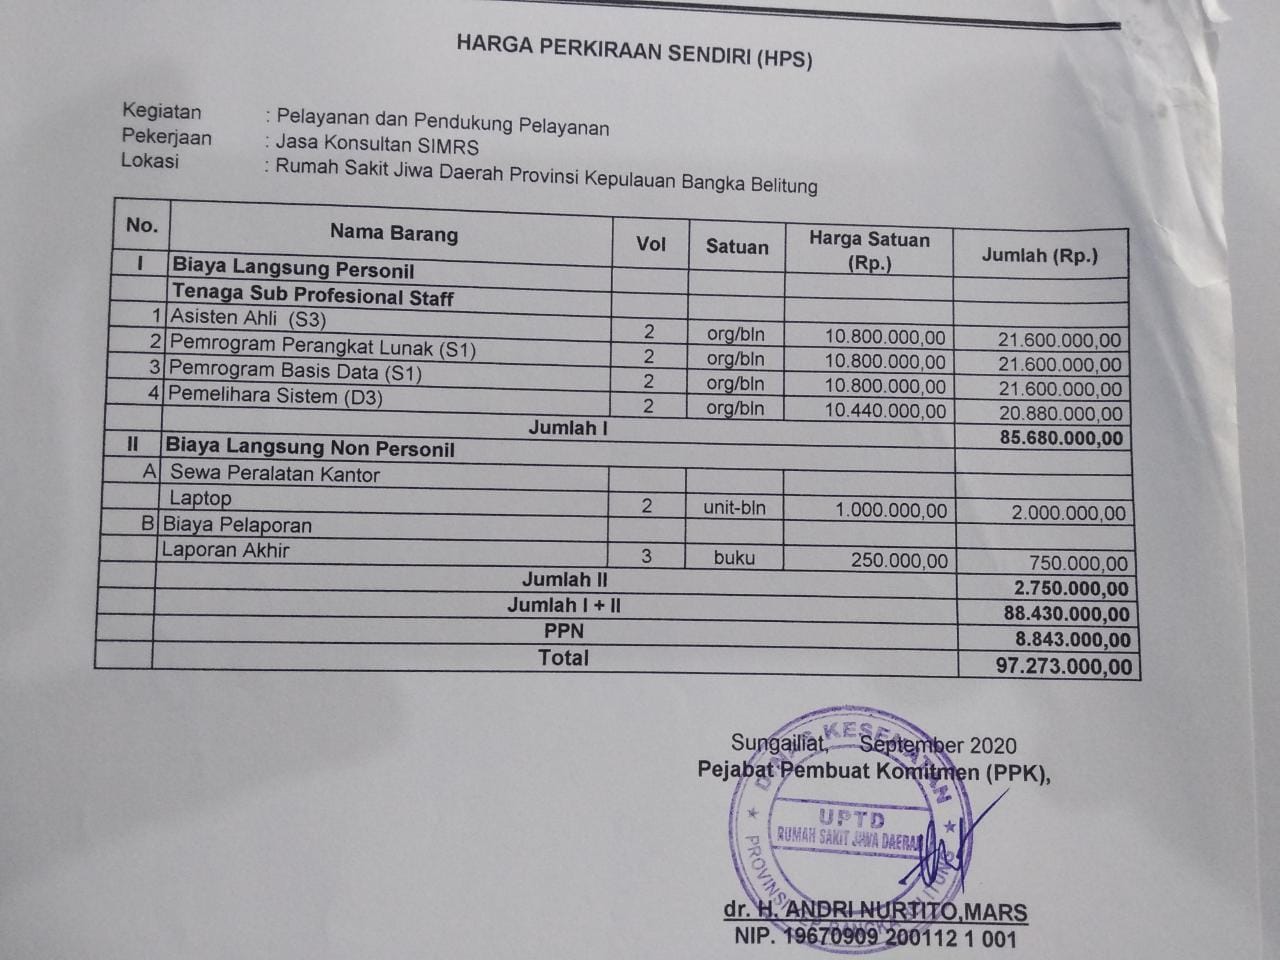 HARGA PERKIRAAN SENDIRI (HPS)
Kegiatan : Pelayanan dan Pendukung Pelayanan
Pekerjaan : Jasa Konsultan SIMRS
Lokasi : Rumah Sakit Jiwa Daerah Provinsi Kepulauan Bangka Belitung
No. Nama Barang Vol Satuan Harga Satuan (Rp.) Jumlah (Rp.)
I Biaya Langsung Personil
Tenaga Sub Profesional Staff
1 Asisten Ahli (S3) 2 org/bln 10.800.000,00 21.600.000,00
2 Pemrogram Perangkat Lunak (S1) 2 org/bln 10.800.000,00 21.600.000,00
3 Pemrogram Basis Data (S1) 2 org/bln 10.800.000,00 21.600.000,00
4 Pemelihara Sistem (D3) 2 org/bln 10.440.000,00 20.880.000,00
Jumlah I 85.680.000,00
II Biaya Langsung Non Personil
A Sewa Peralatan Kantor
Laptop 2 unit-bln 1.000.000,00 2.000.000,00
B Biaya Pelaporan
Laporan Akhir 3 buku 250.000,00 750.000,00
Jumlah II 2.750.000,00
Jumlah I + II 88.430.000,00
PPN 8.843.000,00
Total 97.273.000,00
Sungailiat, September 2020
Pejabat Pembuat Komitmen (PPK),
DINAS KESEHATAN
UPTD
RUMAH SAKIT JIWA DAERAH
PROVINSI KEP. BANGKA BELITUNG
dr. H. ANDRI NURTITO,MARS
NIP. 19670909 200112 1 001